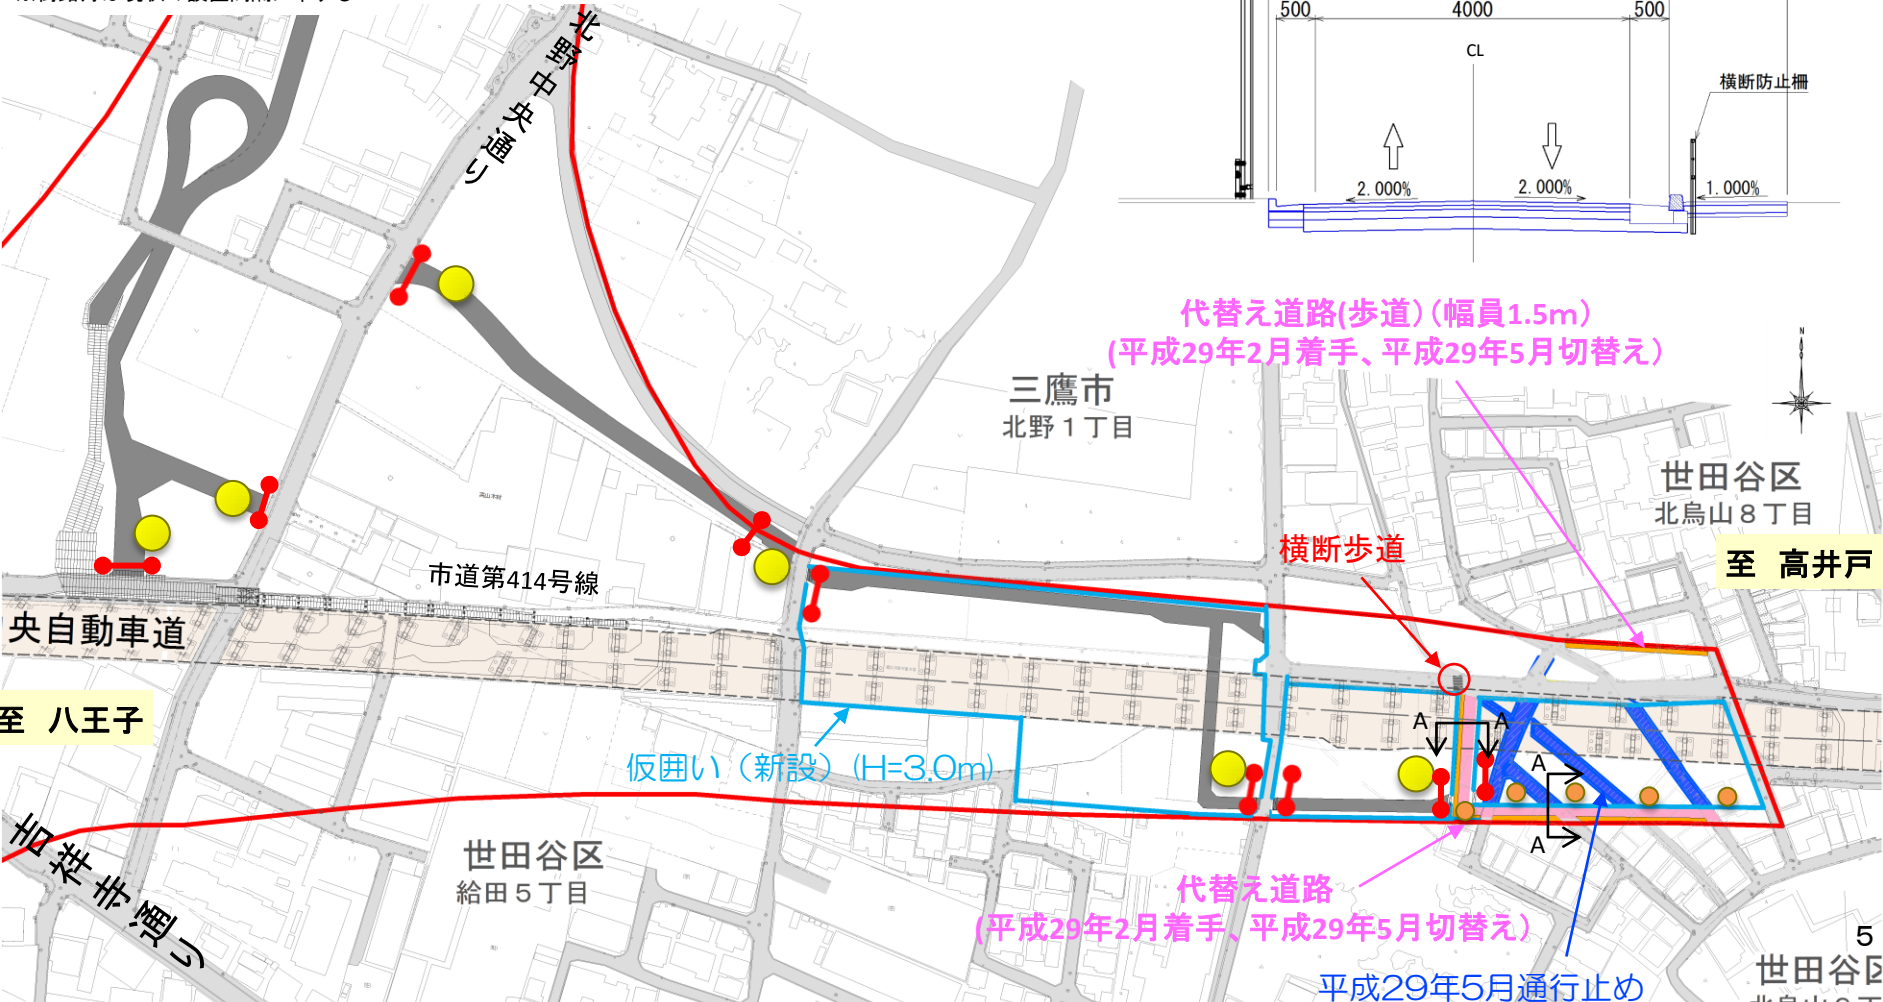 500
4000
500
CL
横断防止柵
2.000%
2.000%
1.000%
北野中央通り
代替え道路(歩道)(幅員1.5m)
(平成29年2月着手、平成29年5月切替え)
N
三鷹市
北野1丁目
世田谷区
北烏山8丁目
横断歩道
至 高井戸
市道第414号線
央自動車道
至 八王子
A
A
仮囲い(新設)(H=3.0m)
A
A
吉祥寺通り
世田谷区
給田5丁目
代替え道路
(平成29年2月着手、平成29年5月切替え)
平成29年5月通行止め
5
世田谷区